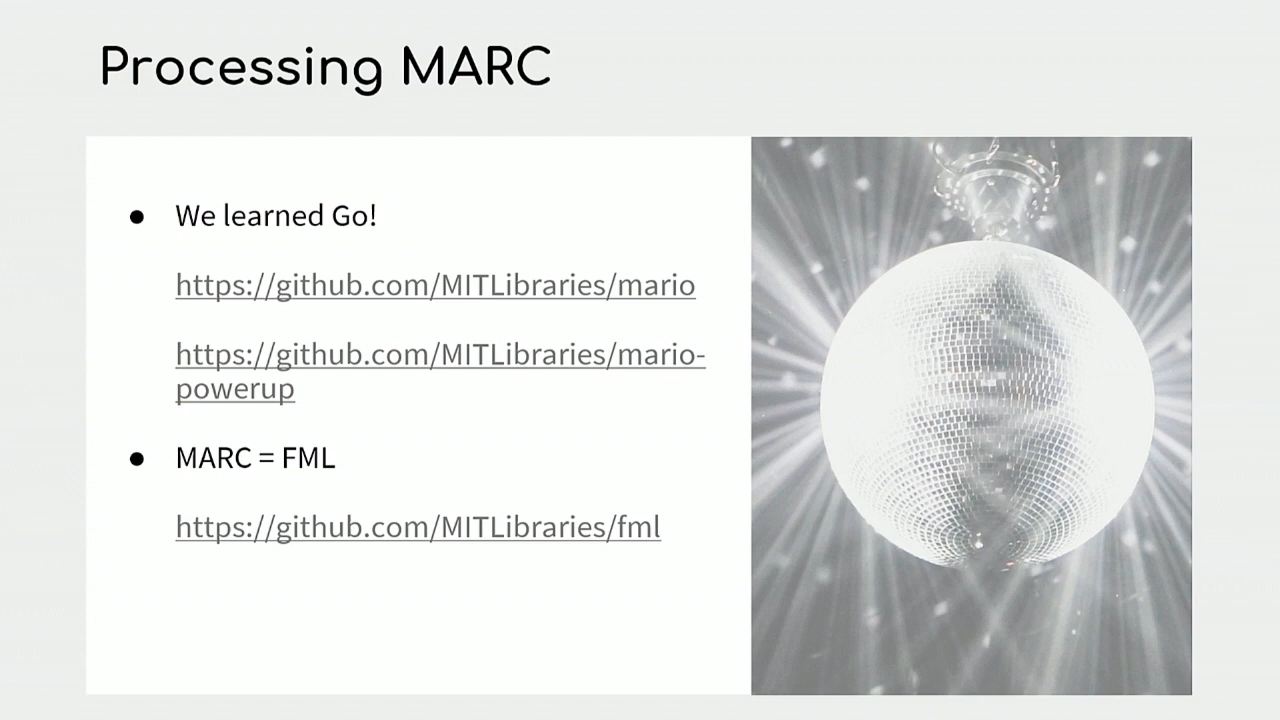 Processing MARC
● We learned Go!
https://github.com/MITLibraries/mario
https://github.com/MITLibraries/mario-
powerup
● MARC = FML
https://github.com/MITLibraries/fml